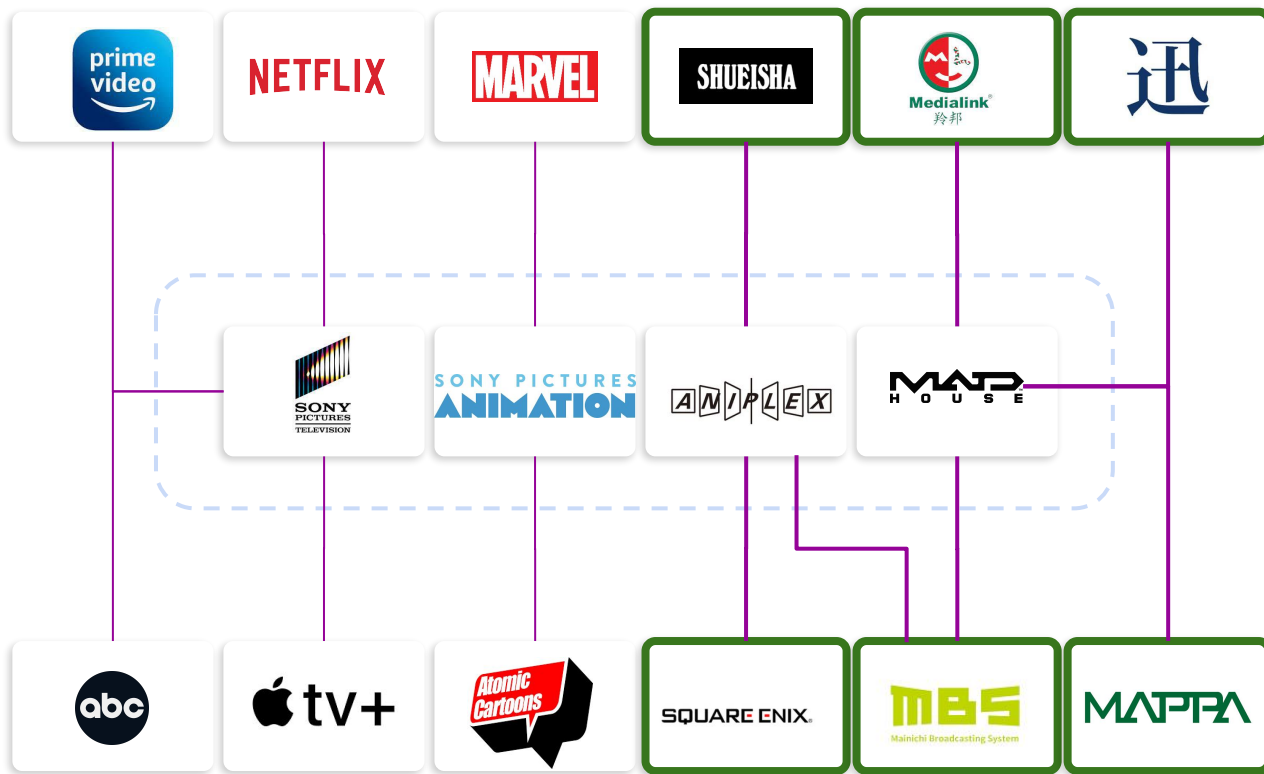 prime
video
NETFLIX
MARVEL
SHUEISHA
Medialink®
羚邦
迅
SONY
PICTURES
TELEVISION
SONY PICTURES
ANIMATION
ANIPLEX
MAD
HOUSE
abc
tv+
Atomic
Cartoons
SQUARE ENIX®
MBS
Mainichi Broadcasting System
MAPPA